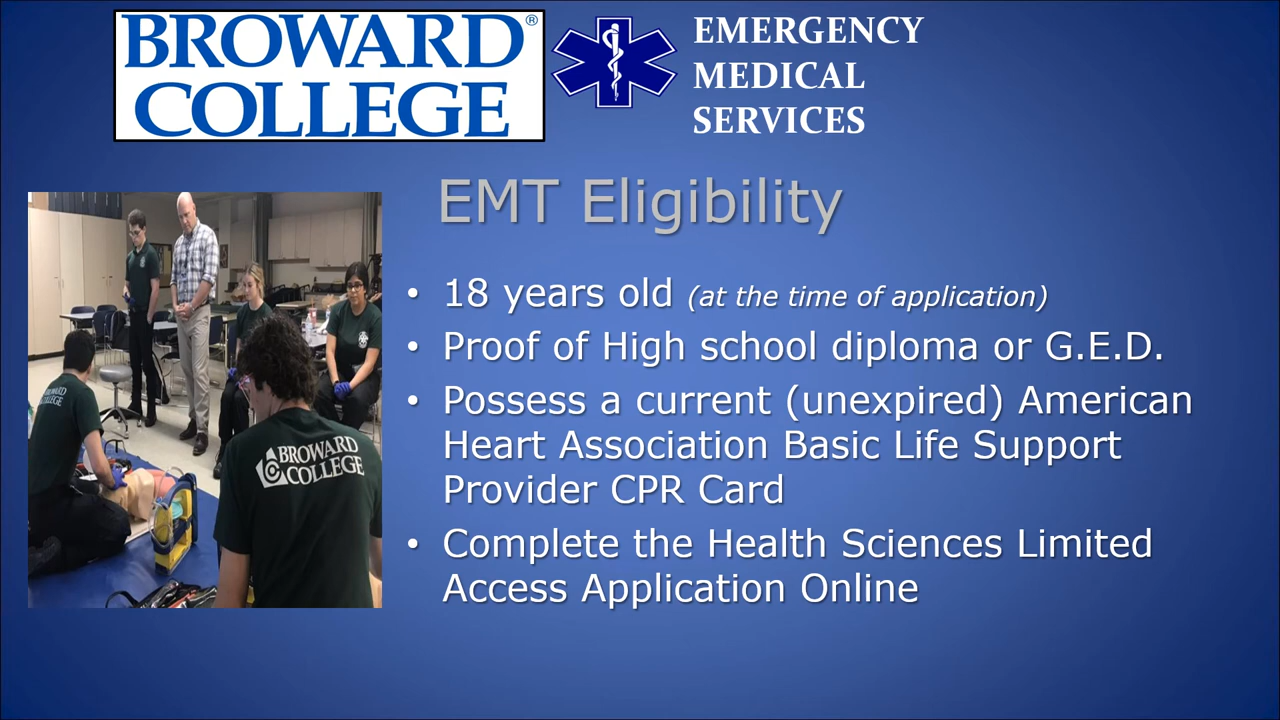 BROWARD®
COLLEGE
EMERGENCY
MEDICAL
SERVICES
EMT Eligibility
• 18 years old (at the time of application)
• Proof of High school diploma or G.E.D.
• Possess a current (unexpired) American
Heart Association Basic Life Support
Provider CPR Card
• Complete the Health Sciences Limited
Access Application Online
BROWARD
COLLEGE
BROWARD
COLLEGE